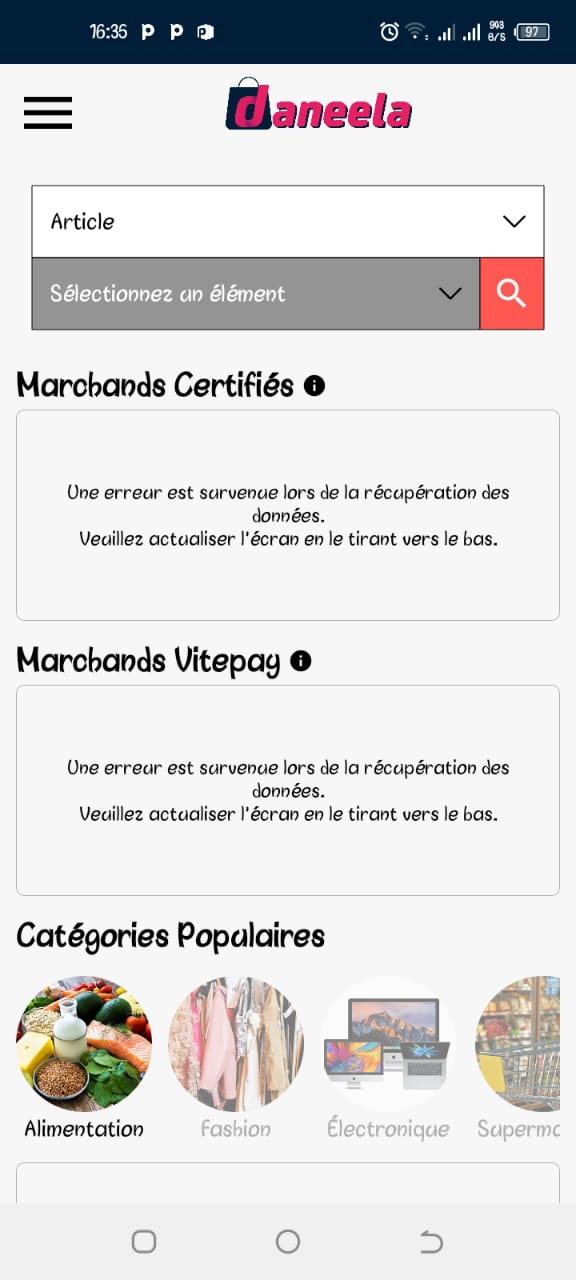 16:36
903
B/S
97
daneela
Article
Sélectionnez un élément
Marchands Certifiés
Une erreur est survenue lors de la récupération des
données.
Veuillez actualiser l'écran en le tirant vers le bas.
Marchands Vitepay
Une erreur est survenue lors de la récupération des
données.
Veuillez actualiser l'écran en le tirant vers le bas.
Catégories Populaires
Alimentation
Fashion
Électronique
Superma